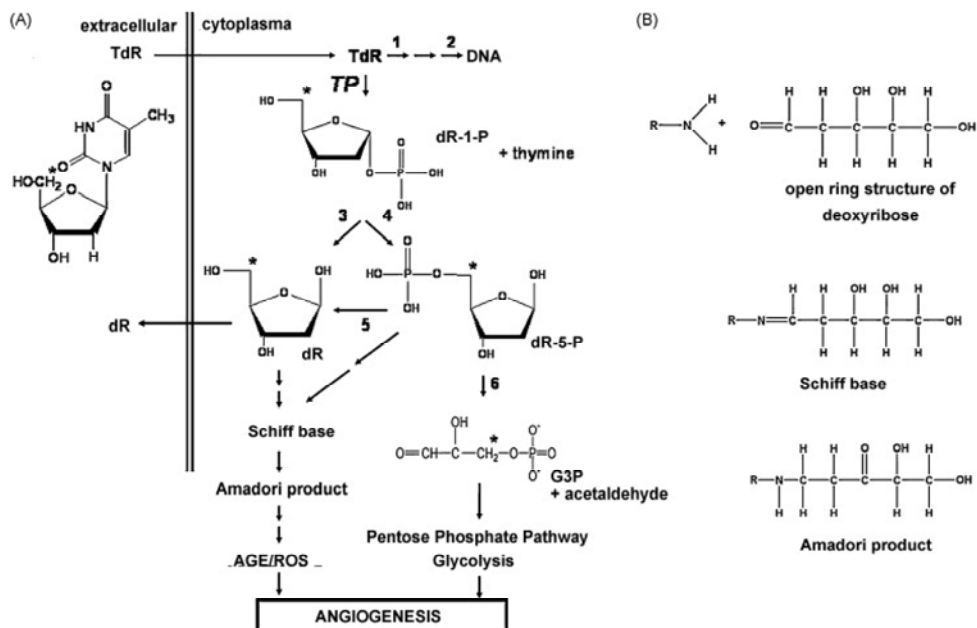 (A)
extracellular cytoplasma
TdR
TdR 1 2 DNA
TP
*
HO
O
OH
O
P
OH
OH
dR-1-P
+ thymine
O
NH
CH₃
O
N
HOCH₂
*
O
OH H
3 4
HO
*
OH
O
OH
dR
dR
5
O
HO P O
OH
*
OH
O
OH
dR-5-P
6
Schiff base
OH
*
O=CH—C—CH₂—O—P=O
H
O⁻
O⁻
G3P
+ acetaldehyde
Amadori product
Pentose Phosphate Pathway
Glycolysis
AGE/ROS
ANGIOGENESIS
(B)
H
R—N
H
+
H H OH OH H
O=C—C—C—C—C—OH
H H H H
open ring structure of
deoxyribose
H H OH OH H
R—N=C—C—C—C—C—OH
H H H H
Schiff base
H H O OH H
R—N—C—C—C—C—C—OH
H H H H H
Amadori product